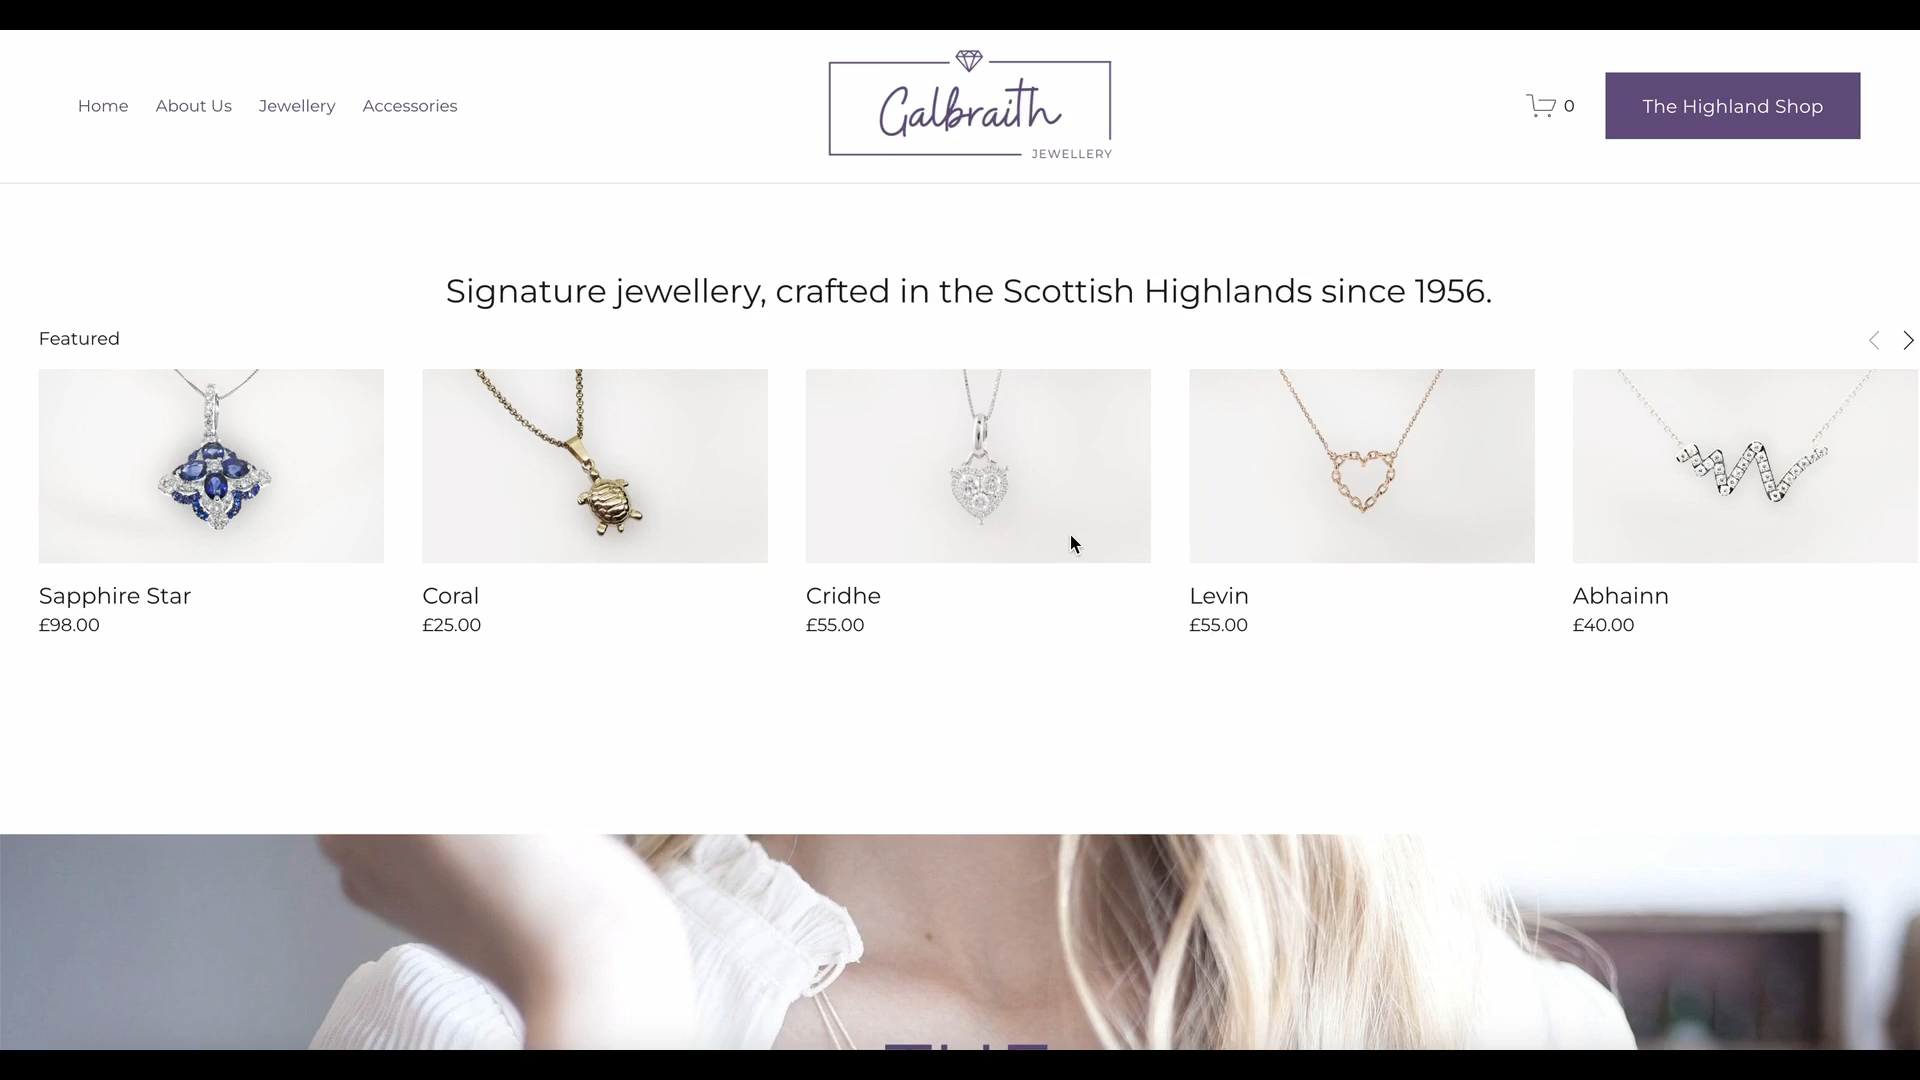 Home About Us Jewellery Accessories
Galbraith
JEWELLERY
0
The Highland Shop
Signature jewellery, crafted in the Scottish Highlands since 1956.
Featured
Sapphire Star
£98.00
Coral
£25.00
Cridhe
£55.00
Levin
£55.00
Abhainn
£40.00